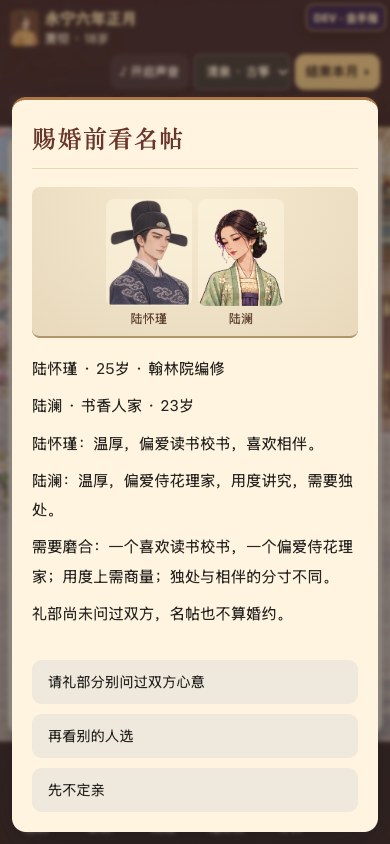 永宁六年正月
DEV
开启声音
清奏 · 古筝
结束本月
赐婚前看名帖
陆怀瑾
陆澜
陆怀瑾 · 25岁 · 翰林院编修
陆澜 · 书香人家 · 23岁
陆怀瑾：温厚，偏爱读书校书，喜欢相伴。
陆澜：温厚，偏爱侍花理家，用度讲究，需要独
处。
需要磨合：一个喜欢读书校书，一个偏爱侍花理
家；用度上需商量；独处与相伴的分寸不同。
礼部尚未问过双方，名帖也不算婚约。
请礼部分别问过双方心意
再看别的人选
先不定亲